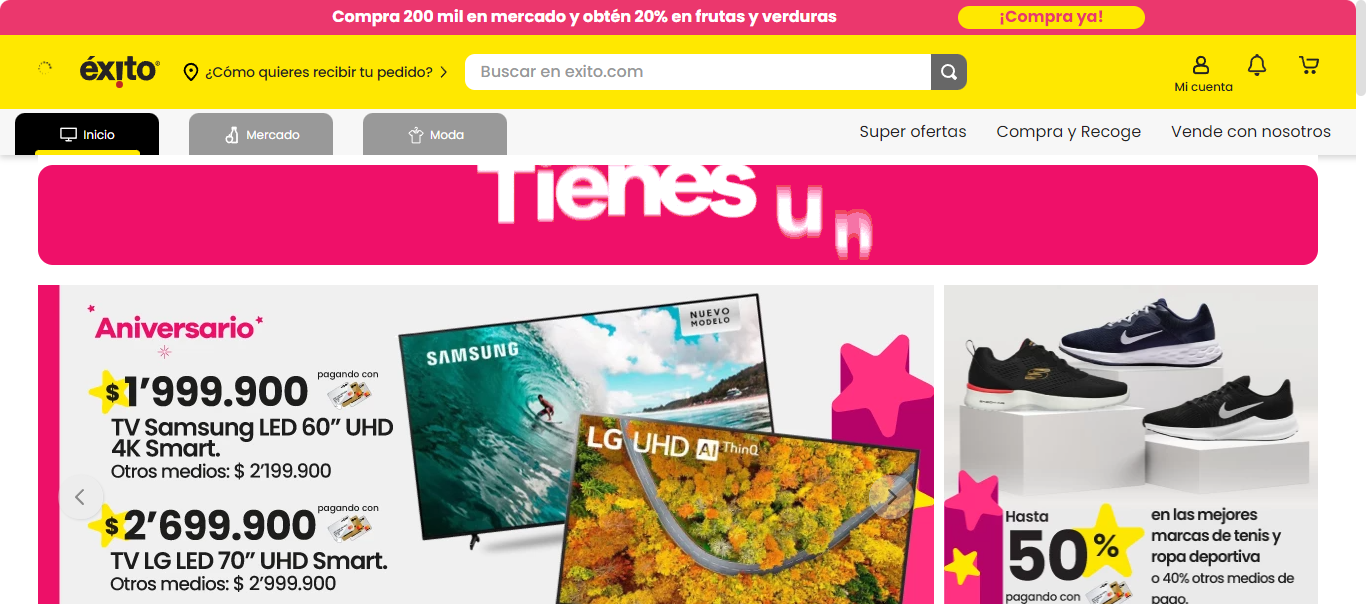 Compra 200 mil en mercado y obtén 20% en frutas y verduras
¡Compra ya!
éxito
¿Cómo quieres recibir tu pedido?
Buscar en exito.com
Mi cuenta
Inicio
Mercado
Moda
Super ofertas
Compra y Recoge
Vende con nosotros
Tienes un
Aniversario
$1’999.900
pagando con
TV Samsung LED 60” UHD
4K Smart.
Otros medios: $ 2’199.900
$2’699.900
pagando con
TV LG LED 70” UHD Smart.
Otros medios: $ 2’999.900
SAMSUNG
NUEVO
MODELO
LG UHD AI ThinQ
Hasta
50%
pagando con
en las mejores
marcas de tenis y
ropa deportiva
o 40% otros medios de
pago.